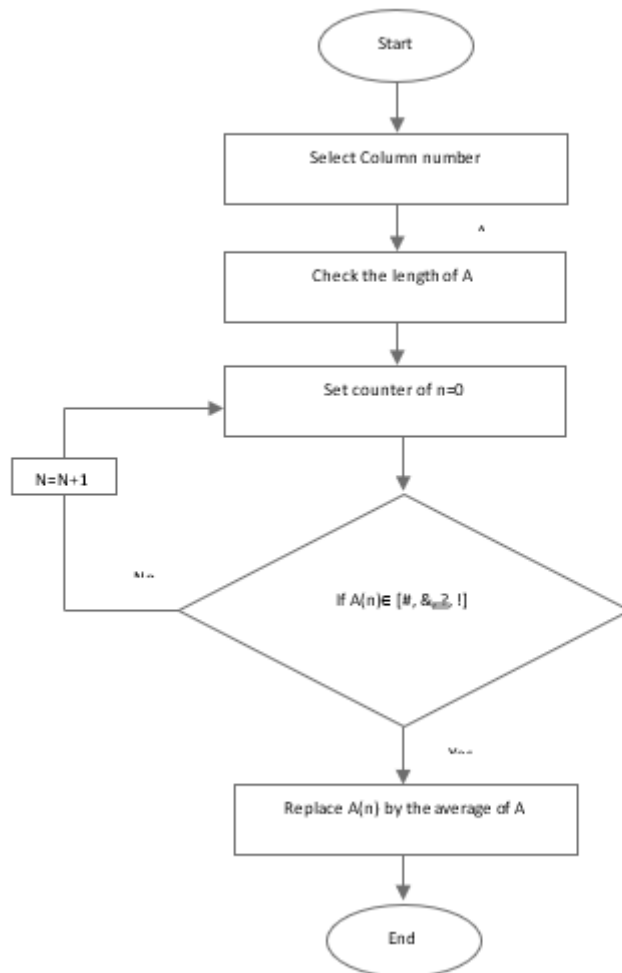 Start
Select Column number
Check the length of A
Set counter of n=0
N=N+1
If A(n)∈ [#, &, ?, !]
Replace A(n) by the average of A
End